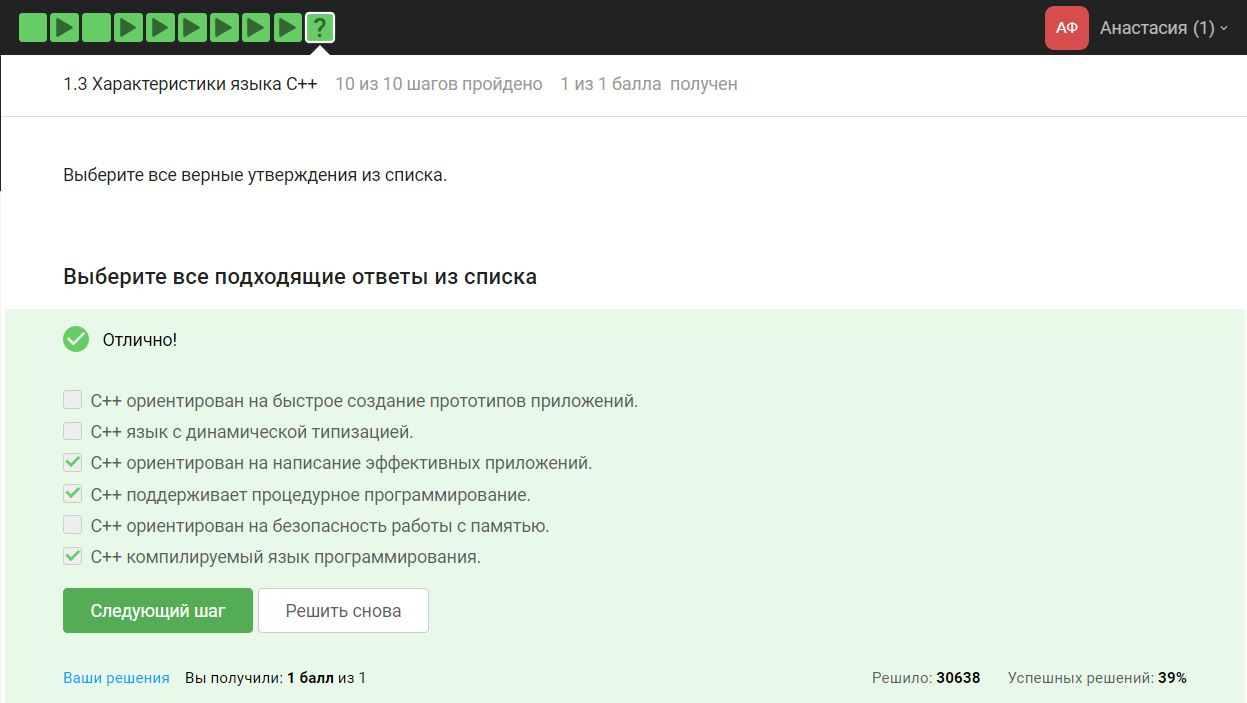 ?
АФ
Анастасия (1)
1.3 Характеристики языка C++ 10 из 10 шагов пройдено 1 из 1 балла получен
Выберите все верные утверждения из списка.
Выберите все подходящие ответы из списка
Отлично!
C++ ориентирован на быстрое создание прототипов приложений.
C++ язык с динамической типизацией.
C++ ориентирован на написание эффективных приложений.
C++ поддерживает процедурное программирование.
C++ ориентирован на безопасность работы с памятью.
C++ компилируемый язык программирования.
Следующий шаг Решить снова
Ваши решения Вы получили: 1 балл из 1 Решило: 30638 Успешных решений: 39%